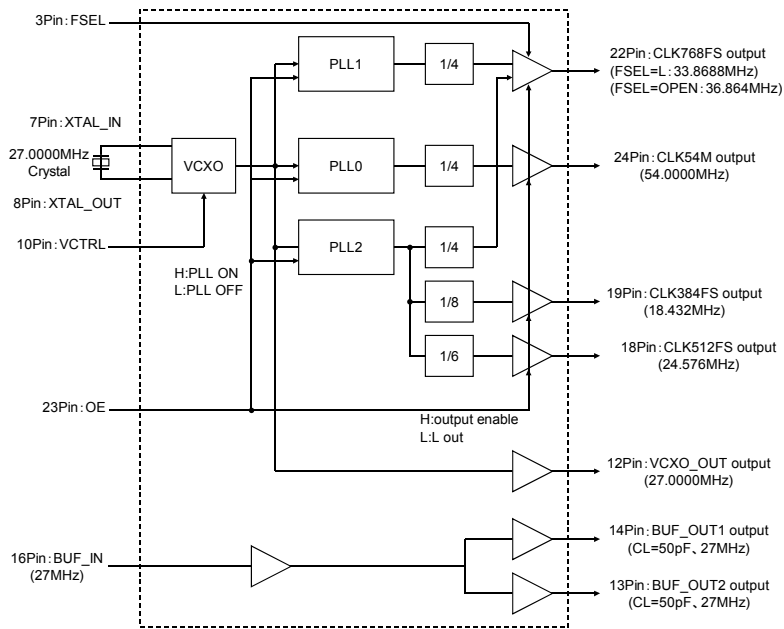 3Pin:FSEL
PLL1
1/4
22Pin:CLK768FS output
(FSEL=L:33.8688MHz)
(FSEL=OPEN:36.864MHz)
7Pin:XTAL_IN
27.0000MHz
Crystal
8Pin:XTAL_OUT
VCXO
PLL0
1/4
24Pin:CLK54M output
(54.0000MHz)
10Pin:VCTRL
H:PLL ON
L:PLL OFF
PLL2
1/4
1/8
19Pin:CLK384FS output
(18.432MHz)
1/6
18Pin:CLK512FS output
(24.576MHz)
23Pin:OE
H:output enable
L:L out
12Pin:VCXO_OUT output
(27.0000MHz)
16Pin:BUF_IN
(27MHz)
14Pin:BUF_OUT1 output
(CL=50pF、27MHz)
13Pin:BUF_OUT2 output
(CL=50pF、27MHz)